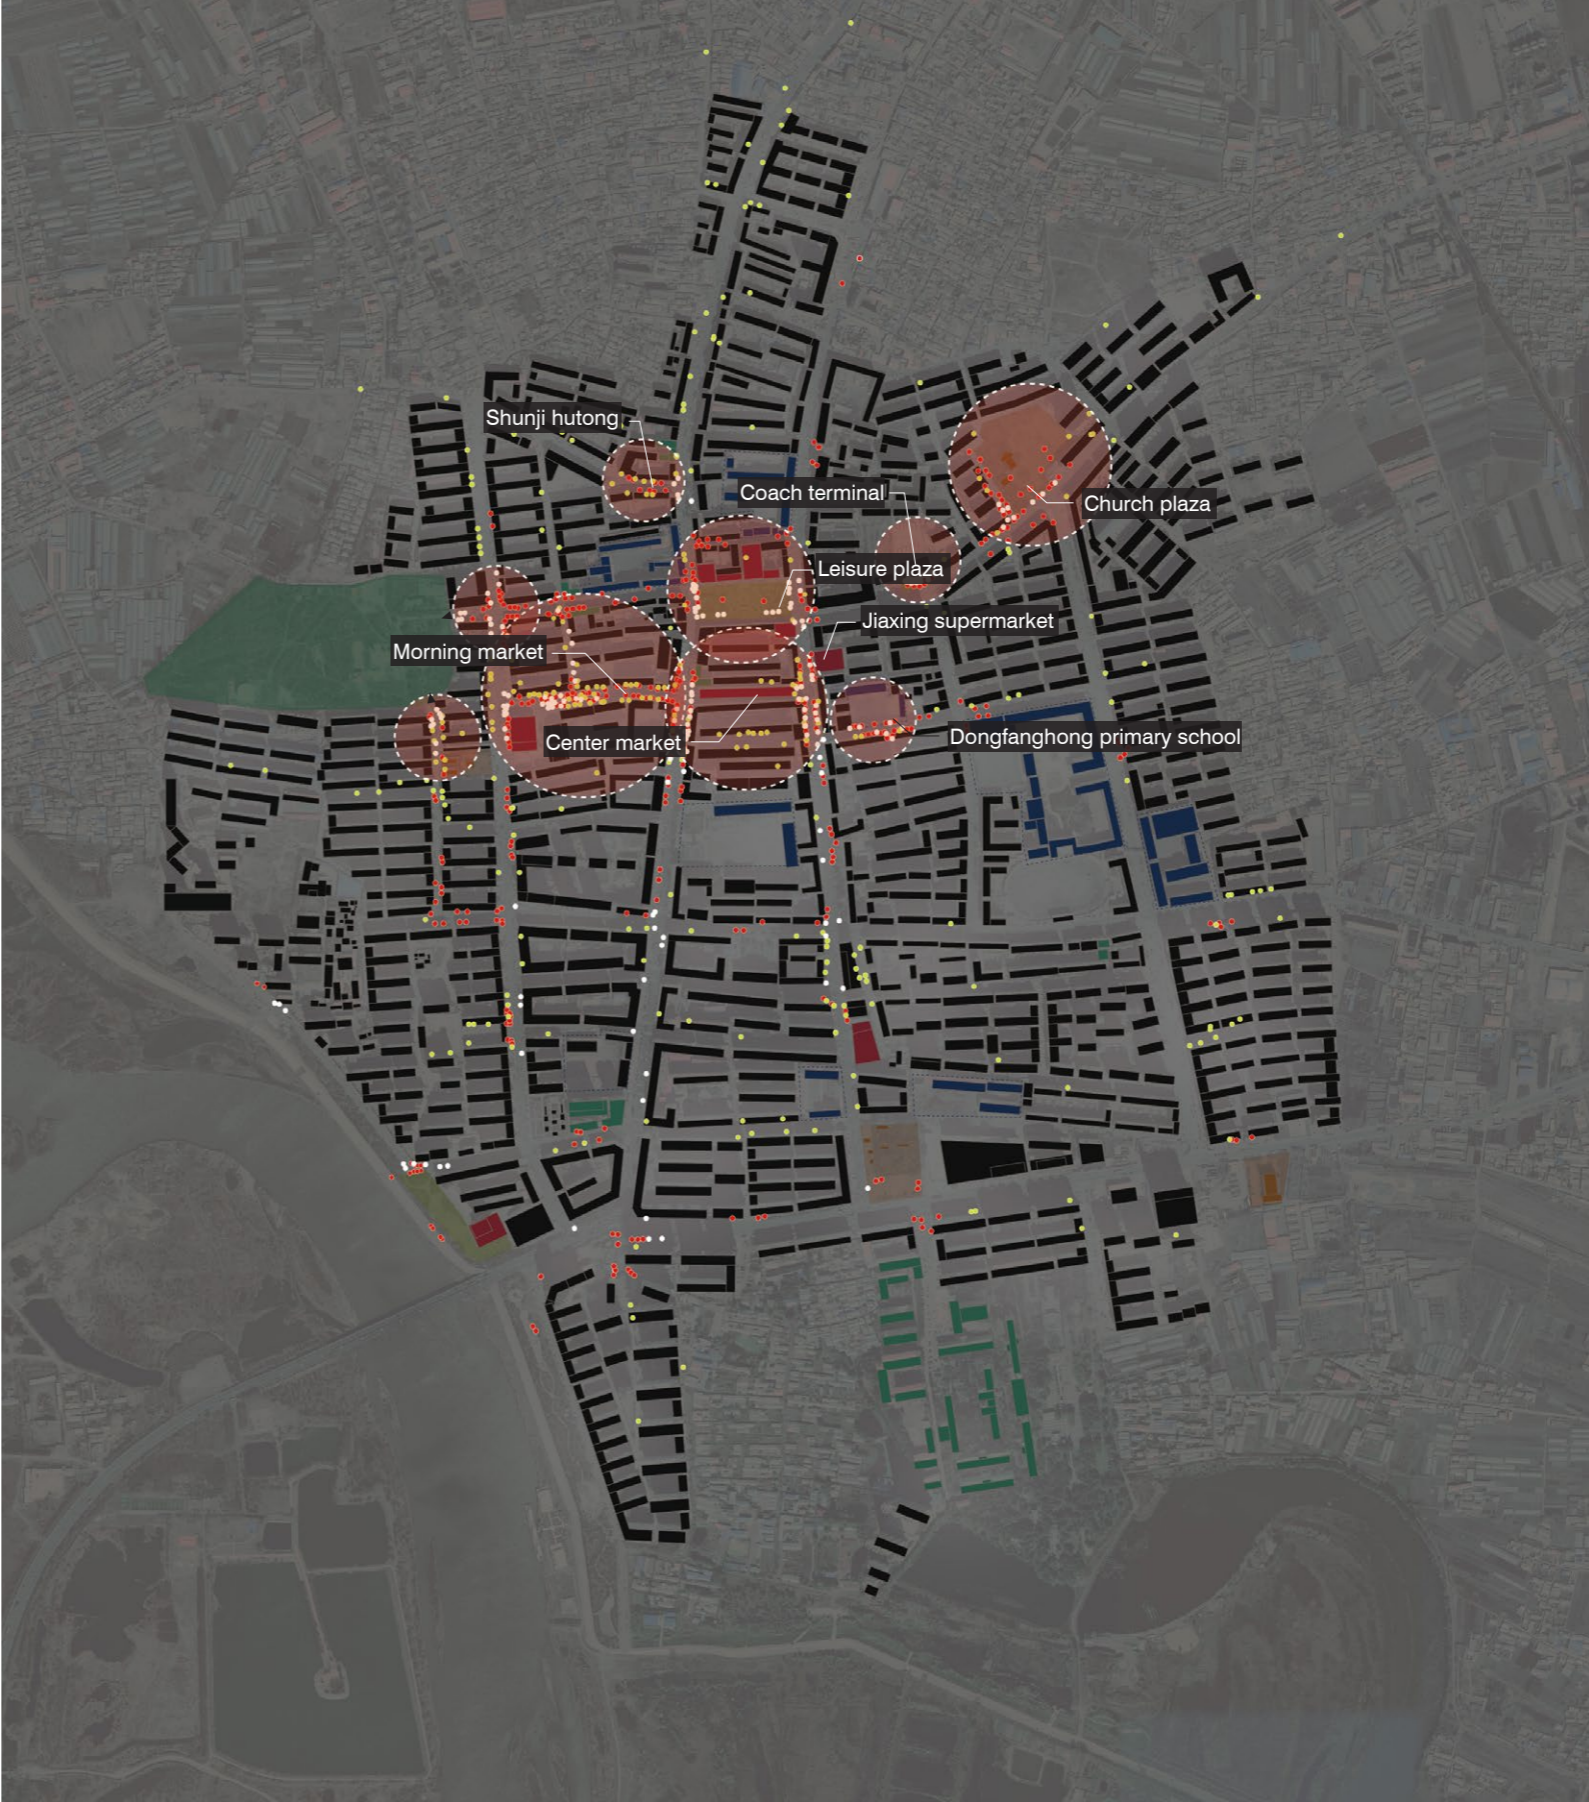 Shunji hutong
Coach terminal
Church plaza
Leisure plaza
Jiaxing supermarket
Morning market
Center market
Dongfanghong primary school